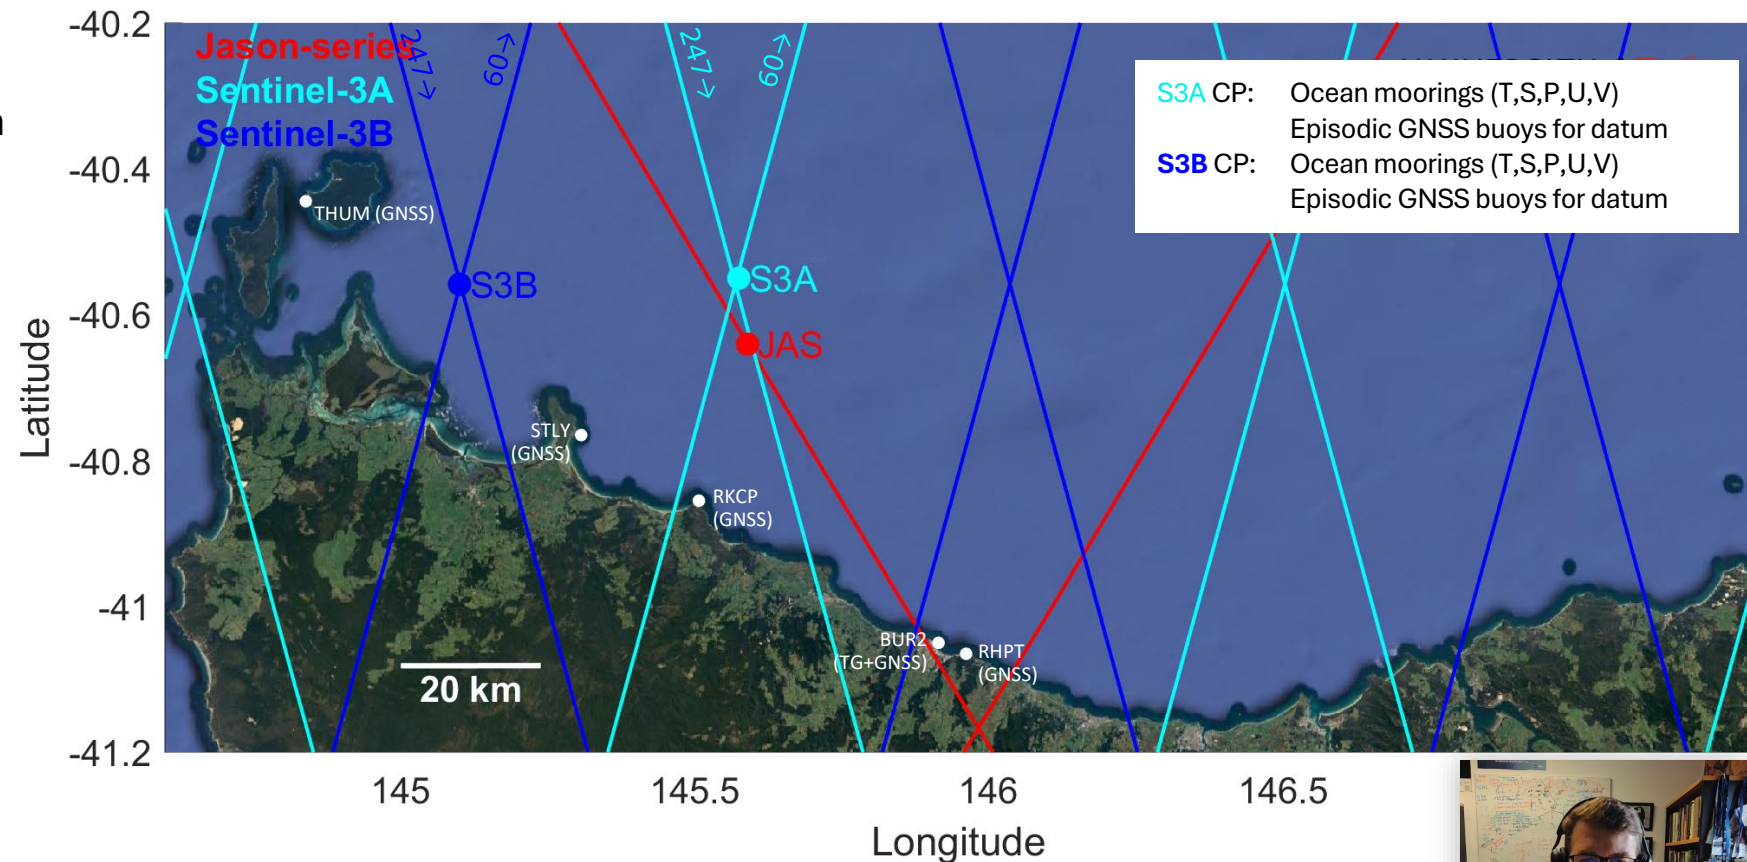 -40.2
-40.4
-40.6
-40.8
-41
-41.2
Latitude
145
145.5
146
146.5
Longitude
Jason-series
Sentinel-3A
Sentinel-3B
247→
60→
247→
60→
S3A CP: Ocean moorings (T,S,P,U,V)
Episodic GNSS buoys for datum
S3B CP: Ocean moorings (T,S,P,U,V)
Episodic GNSS buoys for datum
THUM (GNSS)
S3B
S3A
JAS
STLY
(GNSS)
RKCP
(GNSS)
BUR2
(TG+GNSS)
RHPT
(GNSS)
20 km